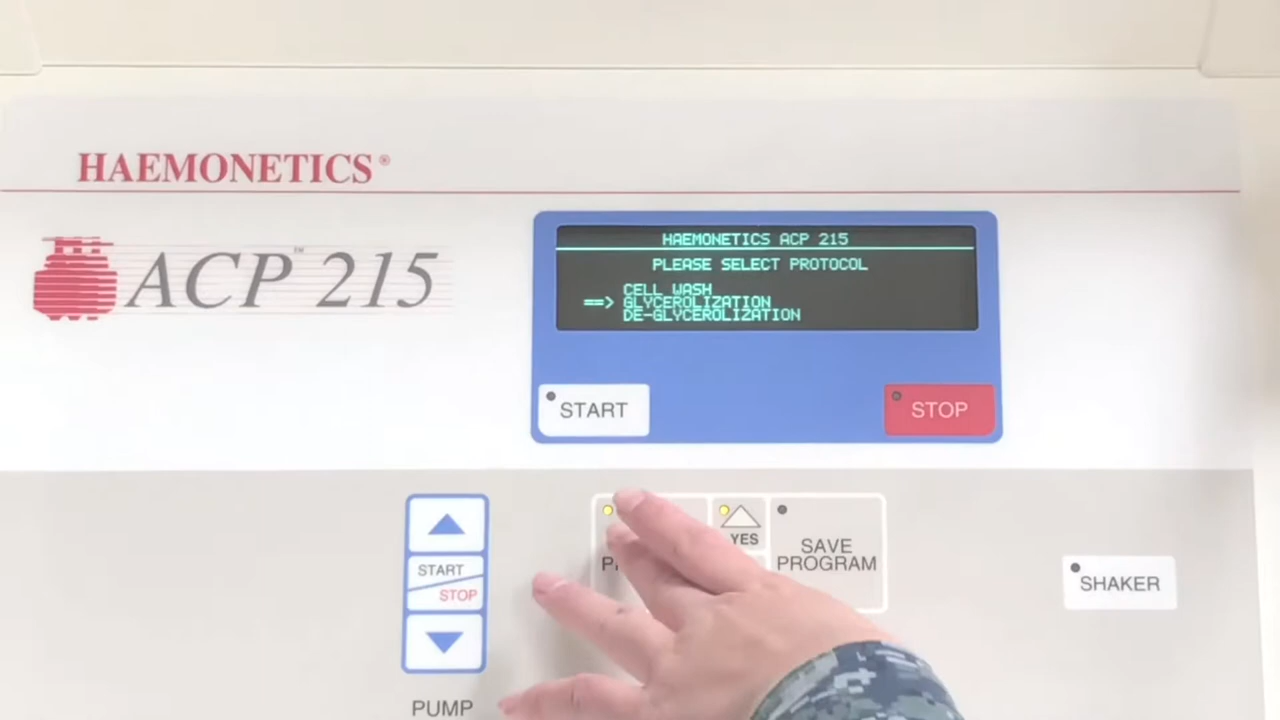 HAEMONETICS®
ACP™ 215
HAEMONETICS ACP 215
PLEASE SELECT PROTOCOL
CELL WASH
==> GLYCEROLIZATION
DE-GLYCEROLIZATION
START
STOP
YES
SAVE
PROGRAM
START
STOP
SHAKER
PUMP